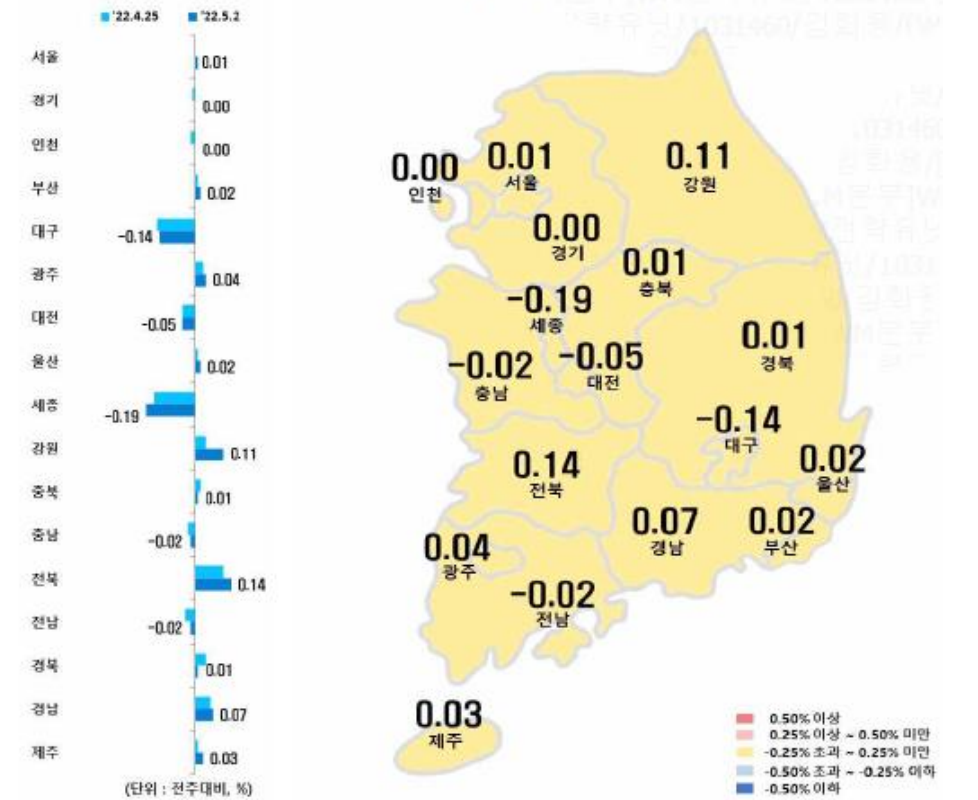 '22.4.25 '22.5.2
서울 0.01
경기 0.00
인천 0.00
부산 0.02
대구 -0.14
광주 0.04
대전 -0.05
울산 0.02
세종 -0.19
강원 0.11
충북 0.01
충남 -0.02
전북 0.14
전남 -0.02
경북 0.01
경남 0.07
제주 0.03
(단위 : 전주대비, %)
0.00
인천
0.01
서울
0.11
강원
0.00
경기
0.01
충북
-0.19
세종
-0.02
충남
-0.05
대전
0.01
경북
-0.14
대구
0.02
울산
0.14
전북
0.07
경남
0.02
부산
0.04
광주
-0.02
전남
0.03
제주
0.50% 이상
0.25% 이상 ~ 0.50% 미만
-0.25% 초과 ~ 0.25% 미만
-0.50% 초과 ~ -0.25% 이하
-0.50% 이하